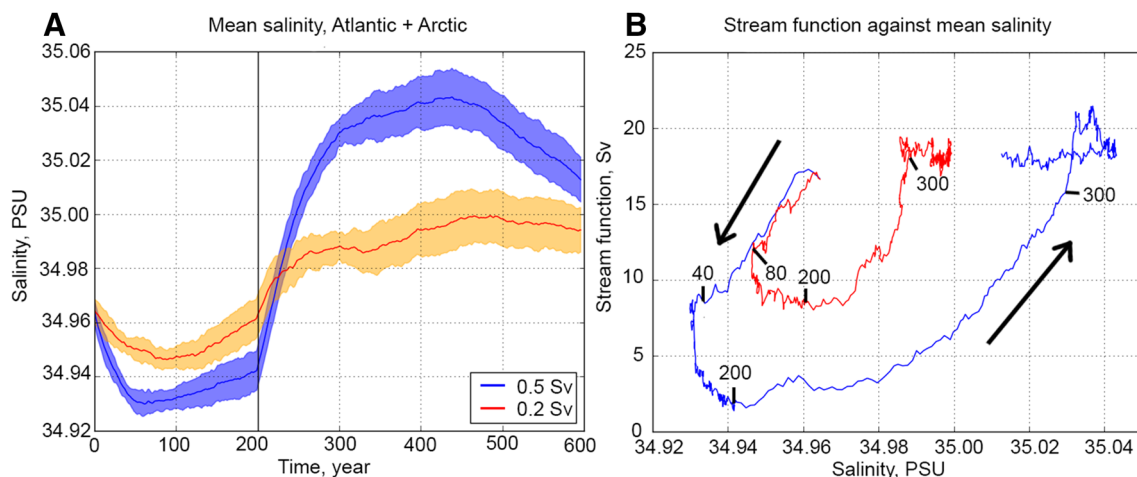 A
Mean salinity, Atlantic + Arctic
35.06
35.04
35.02
35.00
34.98
34.96
34.94
34.92
Salinity, PSU
0 100 200 300 400 500 600
Time, year
0.5 Sv
0.2 Sv
B
Stream function against mean salinity
25
20
15
10
5
0
Stream function, Sv
300
300
80
200
40
200
34.92 34.94 34.96 34.98 35.00 35.02 35.04
Salinity, PSU